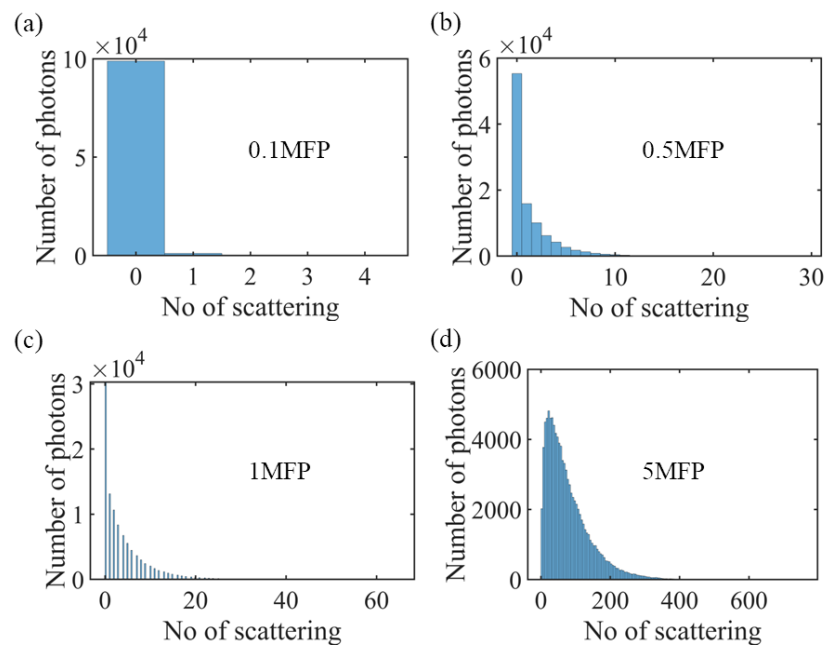 (a)
×10⁴
Number of photons
10
5
0
0.1MFP
0 1 2 3 4
No of scattering
(b)
×10⁴
Number of photons
6
4
2
0
0.5MFP
0 10 20 30
No of scattering
(c)
×10⁴
Number of photons
3
2
1
0
1MFP
0 20 40 60
No of scattering
(d)
Number of photons
6000
4000
2000
0
5MFP
0 200 400 600
No of scattering